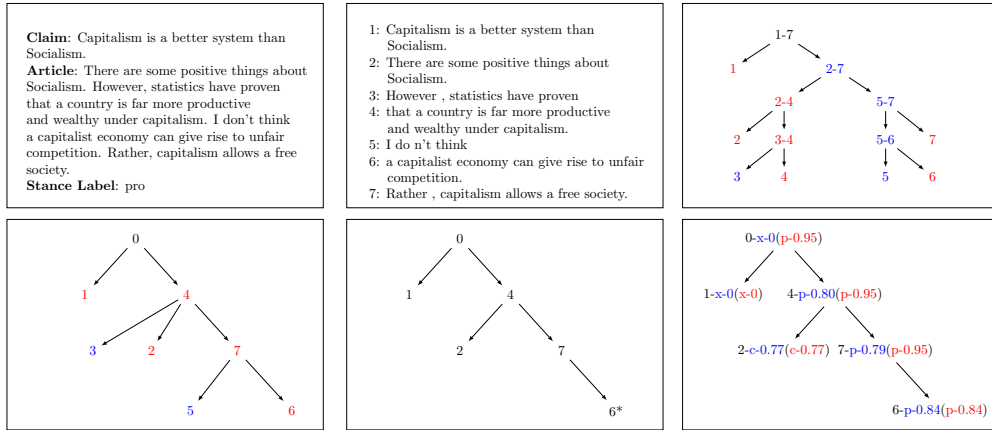 Claim: Capitalism is a better system than
Socialism.
Article: There are some positive things about
Socialism. However, statistics have proven
that a country is far more productive
and wealthy under capitalism. I don't think
a capitalist economy can give rise to unfair
competition. Rather, capitalism allows a free
society.
Stance Label: pro
1: Capitalism is a better system than
Socialism.
2: There are some positive things about
Socialism.
3: However , statistics have proven
4: that a country is far more productive
and wealthy under capitalism.
5: I do n't think
6: a capitalist economy can give rise to unfair
competition.
7: Rather , capitalism allows a free society.
1-7
1 2-7
2-4 5-7
2 3-4 5-6 7
3 4 5 6
0
1 4
3 2 7
5 6
0
1 4
2 7
6*
0-x-0(p-0.95)
1-x-0(x-0) 4-p-0.80(p-0.95)
2-c-0.77(c-0.77) 7-p-0.79(p-0.95)
6-p-0.84(p-0.84)